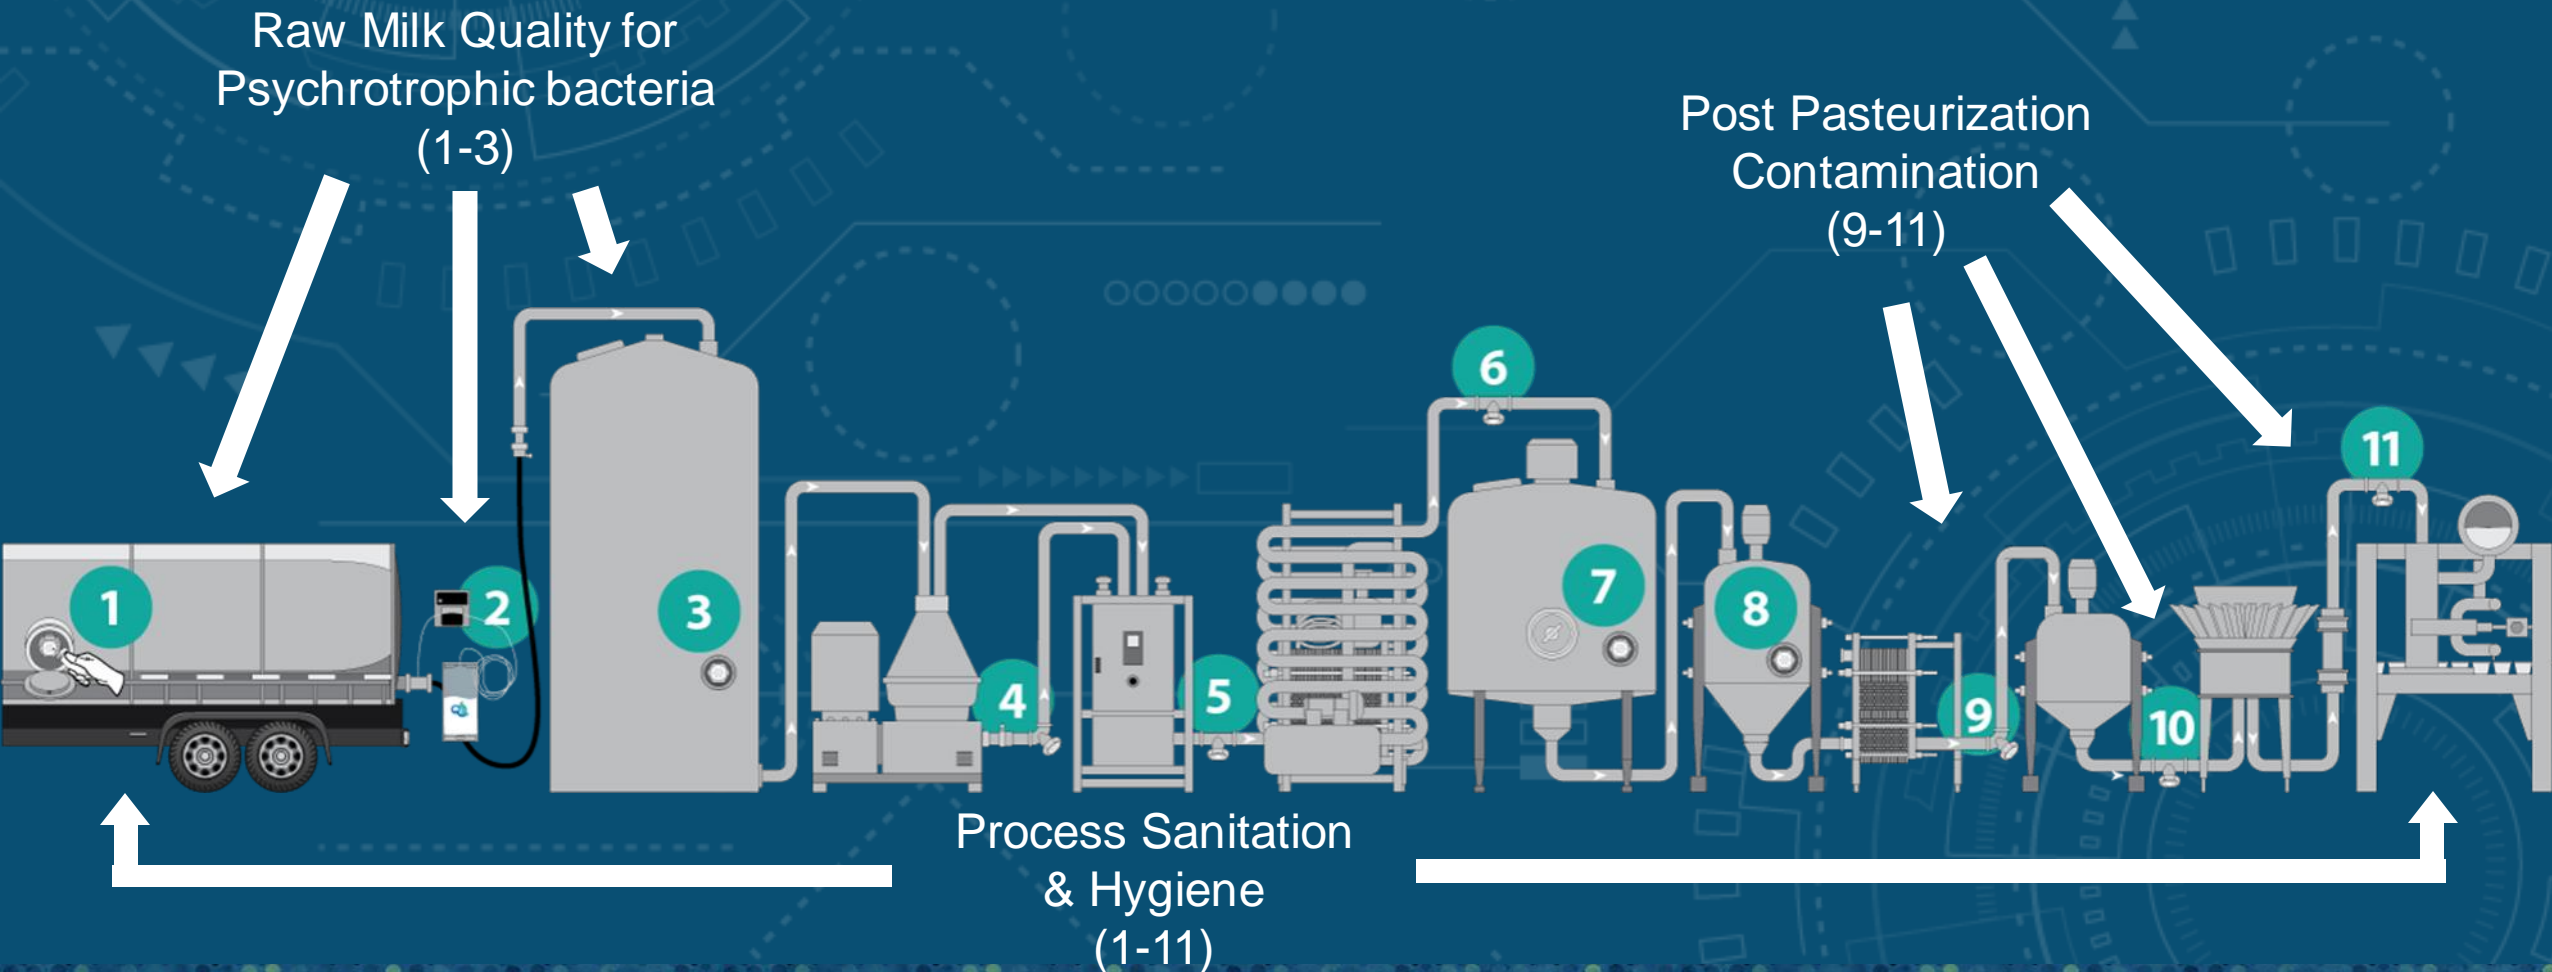 Raw Milk Quality for
Psychrotrophic bacteria
(1-3)
Post Pasteurization
Contamination
(9-11)
1
2
3
4
5
6
7
8
9
10
11
Process Sanitation
& Hygiene
(1-11)